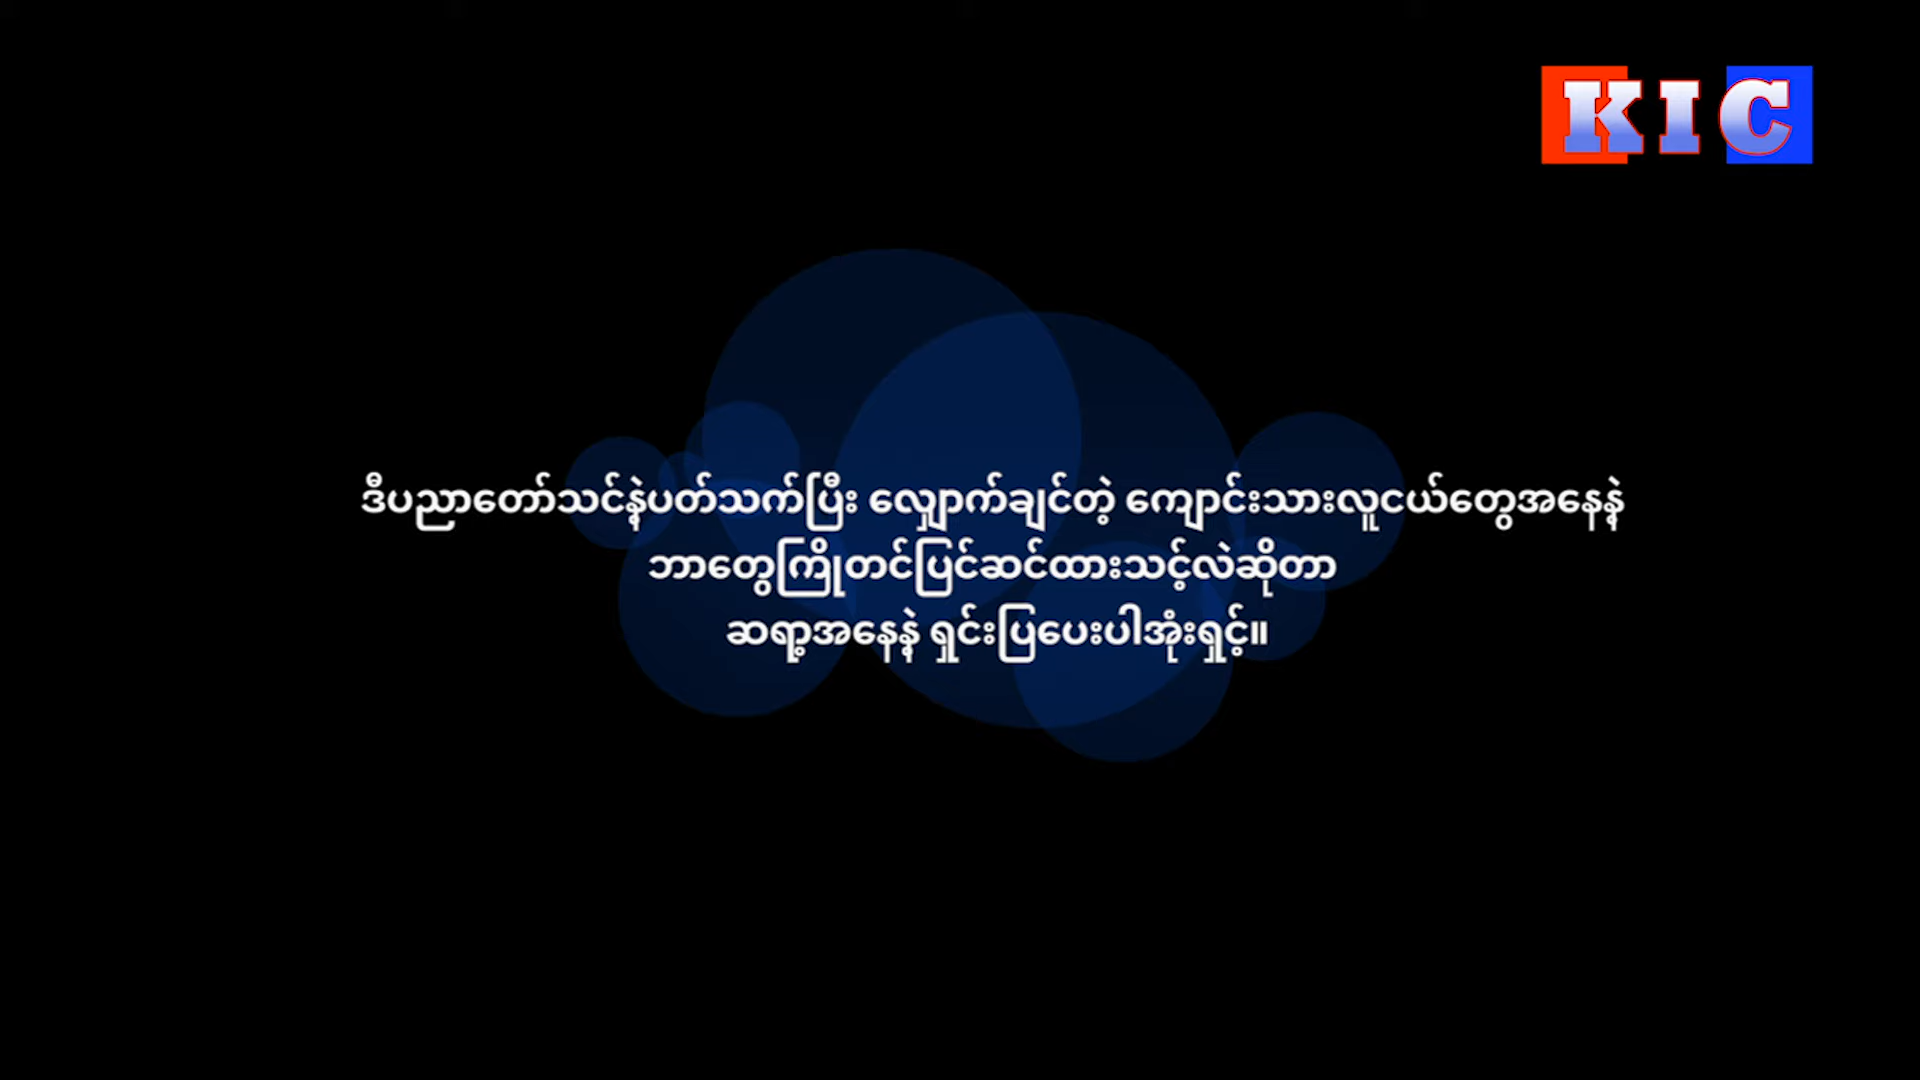 KIC
ဒီပညာတော်သင်နဲ့ပတ်သက်ပြီး လျှောက်ချင်တဲ့ ကျောင်းသားလူငယ်တွေအနေနဲ့
ဘာတွေကြိုတင်ပြင်ဆင်ထားသင့်လဲဆိုတာ
ဆရာ့အနေနဲ့ ရှင်းပြပေးပါအုံးရှင့်။